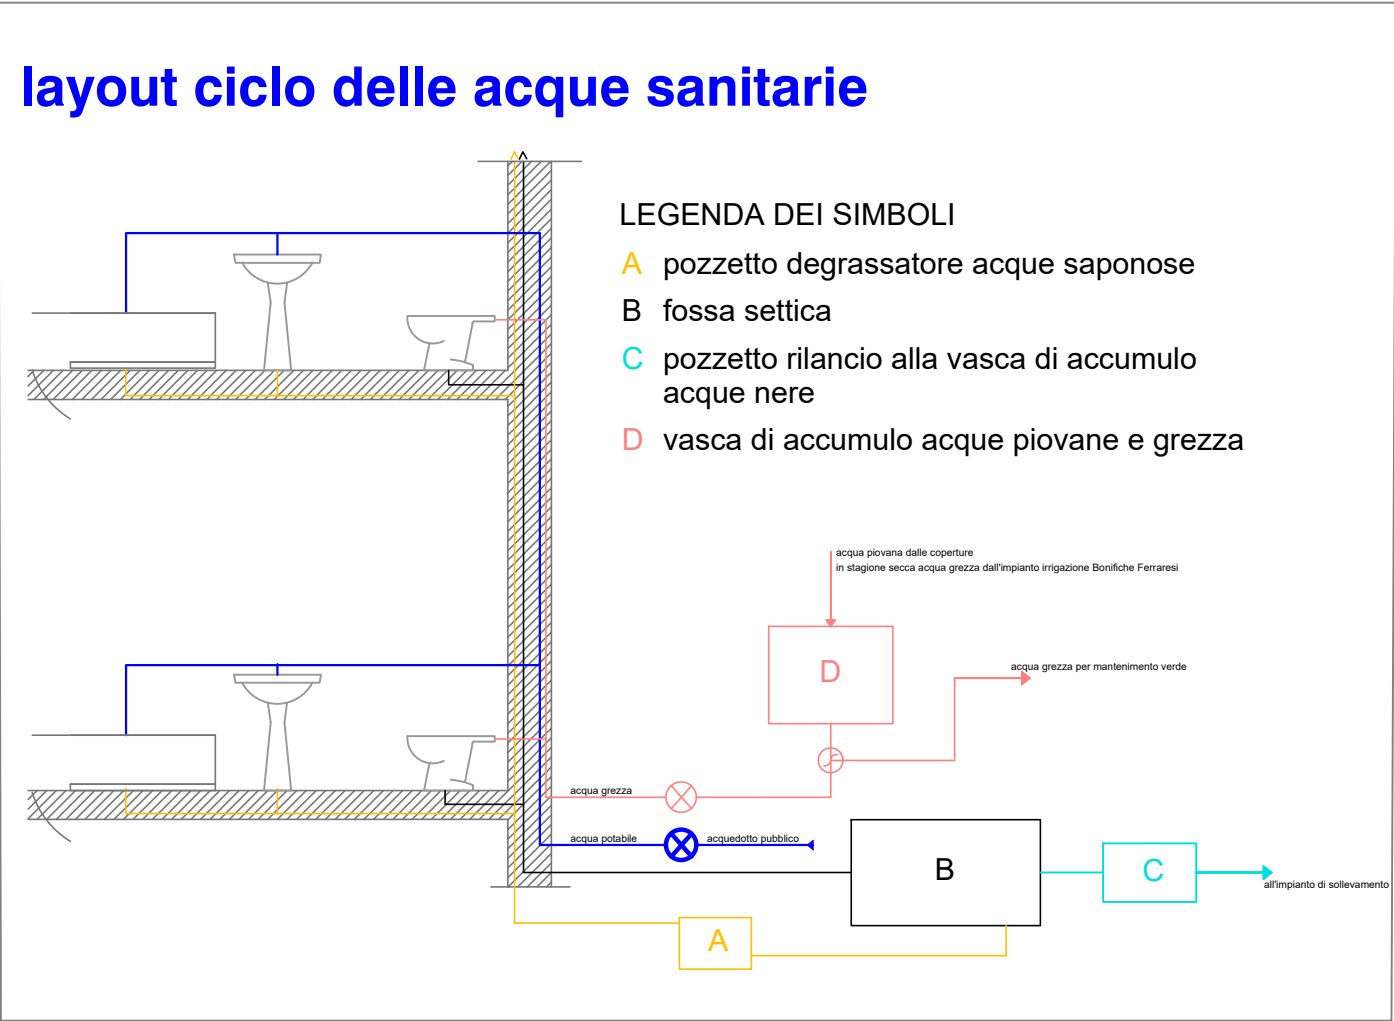 layout ciclo delle acque sanitarie
LEGENDA DEI SIMBOLI
A pozzetto degrassatore acque saponose
B fossa settica
C pozzetto rilancio alla vasca di accumulo
acque nere
D vasca di accumulo acque piovane e grezza
acqua piovana dalle coperture
in stagione secca acqua grezza dall'impianto irrigazione Bonifiche Ferraresi
D
acqua grezza per mantenimento verde
acqua grezza
acqua potabile
acquedotto pubblico
B
C
all'impianto di sollevamento
A